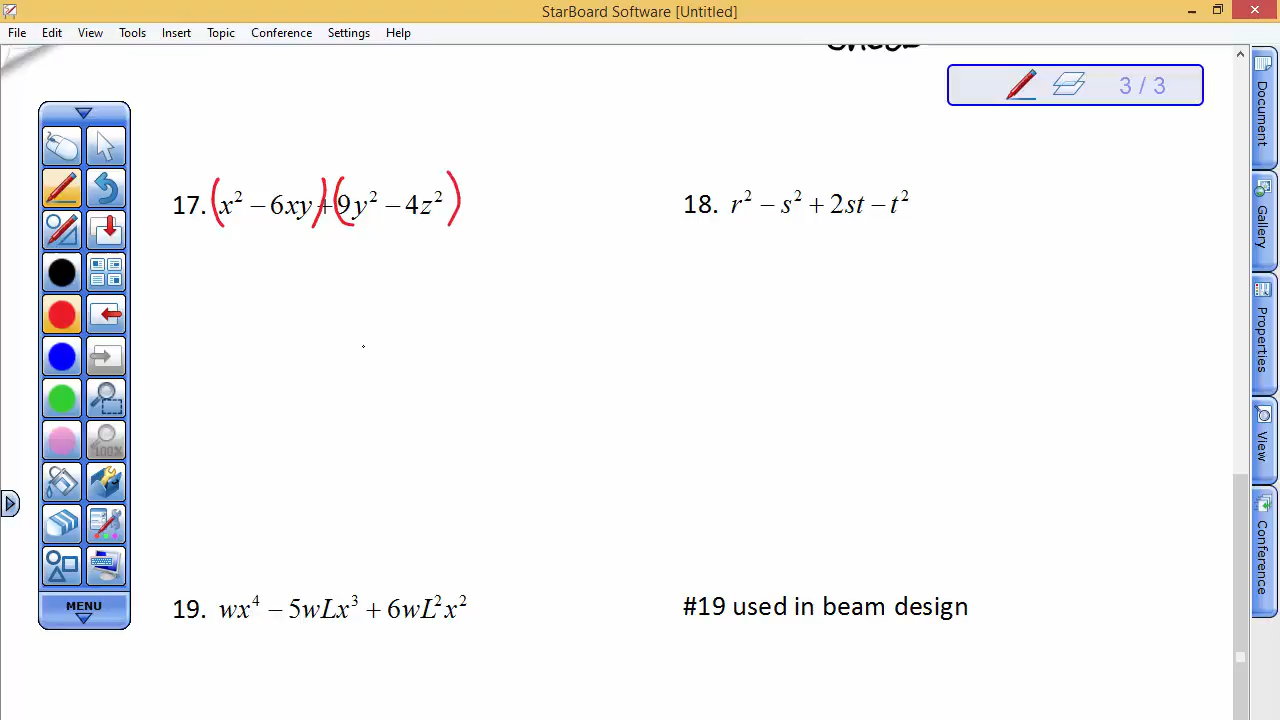 StarBoard Software [Untitled]
File Edit View Tools Insert Topic Conference Settings Help
3 / 3
17. (x² − 6xy) + (9y² − 4z²)
18. r² − s² + 2st − t²
19. wx⁴ − 5wLx³ + 6wL²x²
#19 used in beam design
100%
MENU
Document
Gallery
Properties
View
Conference